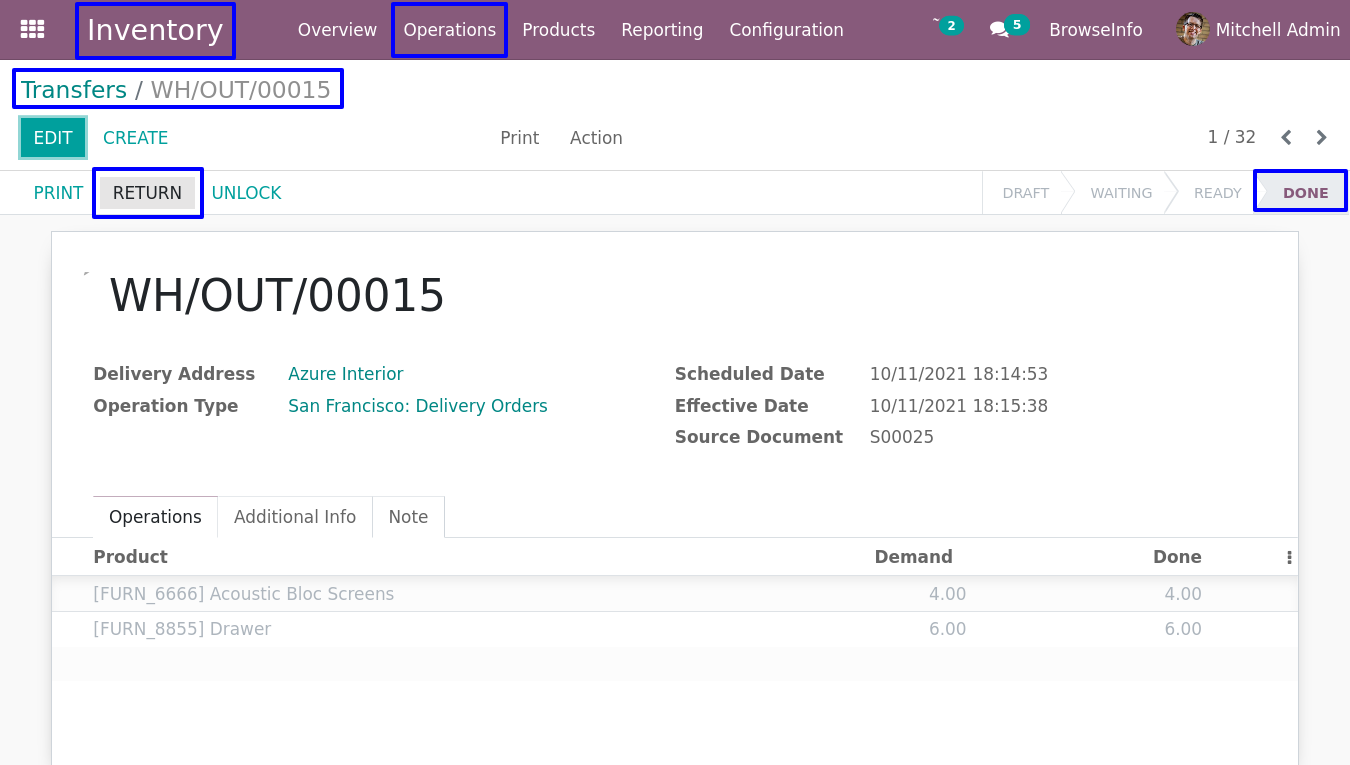 Inventory Overview Operations Products Reporting Configuration 2 5 BrowseInfo Mitchell Admin
Transfers / WH/OUT/00015
EDIT CREATE Print Action 1 / 32
PRINT RETURN UNLOCK DRAFT WAITING READY DONE
WH/OUT/00015
Delivery Address Azure Interior Scheduled Date 10/11/2021 18:14:53
Operation Type San Francisco: Delivery Orders Effective Date 10/11/2021 18:15:38
Source Document S00025
Operations Additional Info Note
Product Demand Done
[FURN_6666] Acoustic Bloc Screens 4.00 4.00
[FURN_8855] Drawer 6.00 6.00